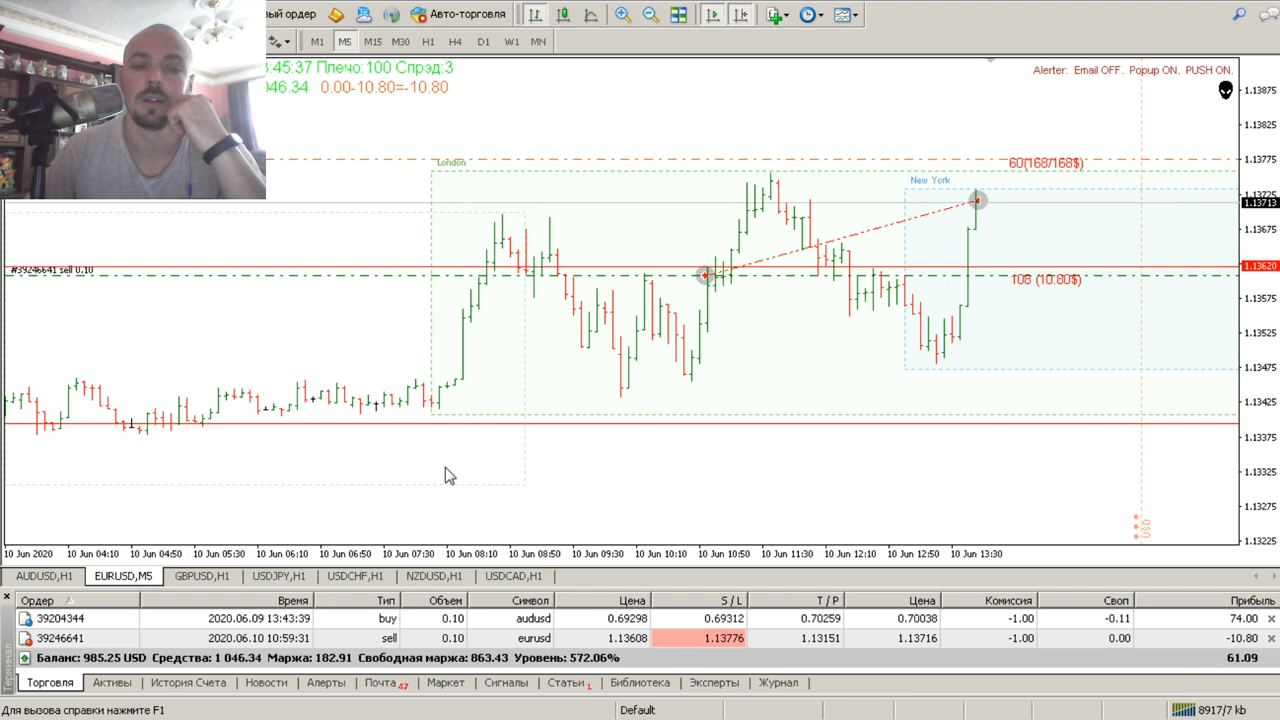 вый ордер Авто-торговля
M1 M5 M15 M30 H1 H4 D1 W1 MN
:45:37 Плечо:100 Спрэд:3
046.34 0.00-10.80=-10.80
Alerter: Email OFF. Popup ON. PUSH ON.
1.13875
1.13825
1.13775
1.13725
1.13713
1.13675
1.13620
1.13575
1.13525
1.13475
1.13425
1.13375
1.13325
1.13275
1.13225
London
60(168/168$)
New York
#39246641 sell 0.10
108 (10.80$)
USD
10 Jun 2020 10 Jun 04:10 10 Jun 04:50 10 Jun 05:30 10 Jun 06:10 10 Jun 06:50 10 Jun 07:30 10 Jun 08:10 10 Jun 08:50 10 Jun 09:30 10 Jun 10:10 10 Jun 10:50 10 Jun 11:30 10 Jun 12:10 10 Jun 12:50 10 Jun 13:30
AUDUSD,H1 EURUSD,M5 GBPUSD,H1 USDJPY,H1 USDCHF,H1 NZDUSD,H1 USDCAD,H1
Ордер Время Тип Объем Символ Цена S / L T / P Цена Комиссия Своп Прибыль
39204344 2020.06.09 13:43:39 buy 0.10 audusd 0.69298 0.69312 0.70259 0.70038 -1.00 -0.11 74.00
39246641 2020.06.10 10:59:31 sell 0.10 eurusd 1.13608 1.13776 1.13151 1.13716 -1.00 0.00 -10.80
Баланс: 985.25 USD Средства: 1 046.34 Маржа: 182.91 Свободная маржа: 863.43 Уровень: 572.06% 61.09
Терминал
Торговля Активы История Счета Новости Алерты Почта 47 Маркет Сигналы Статьи 1 Библиотека Эксперты Журнал
Для вызова справки нажмите F1 Default 8917/7 kb